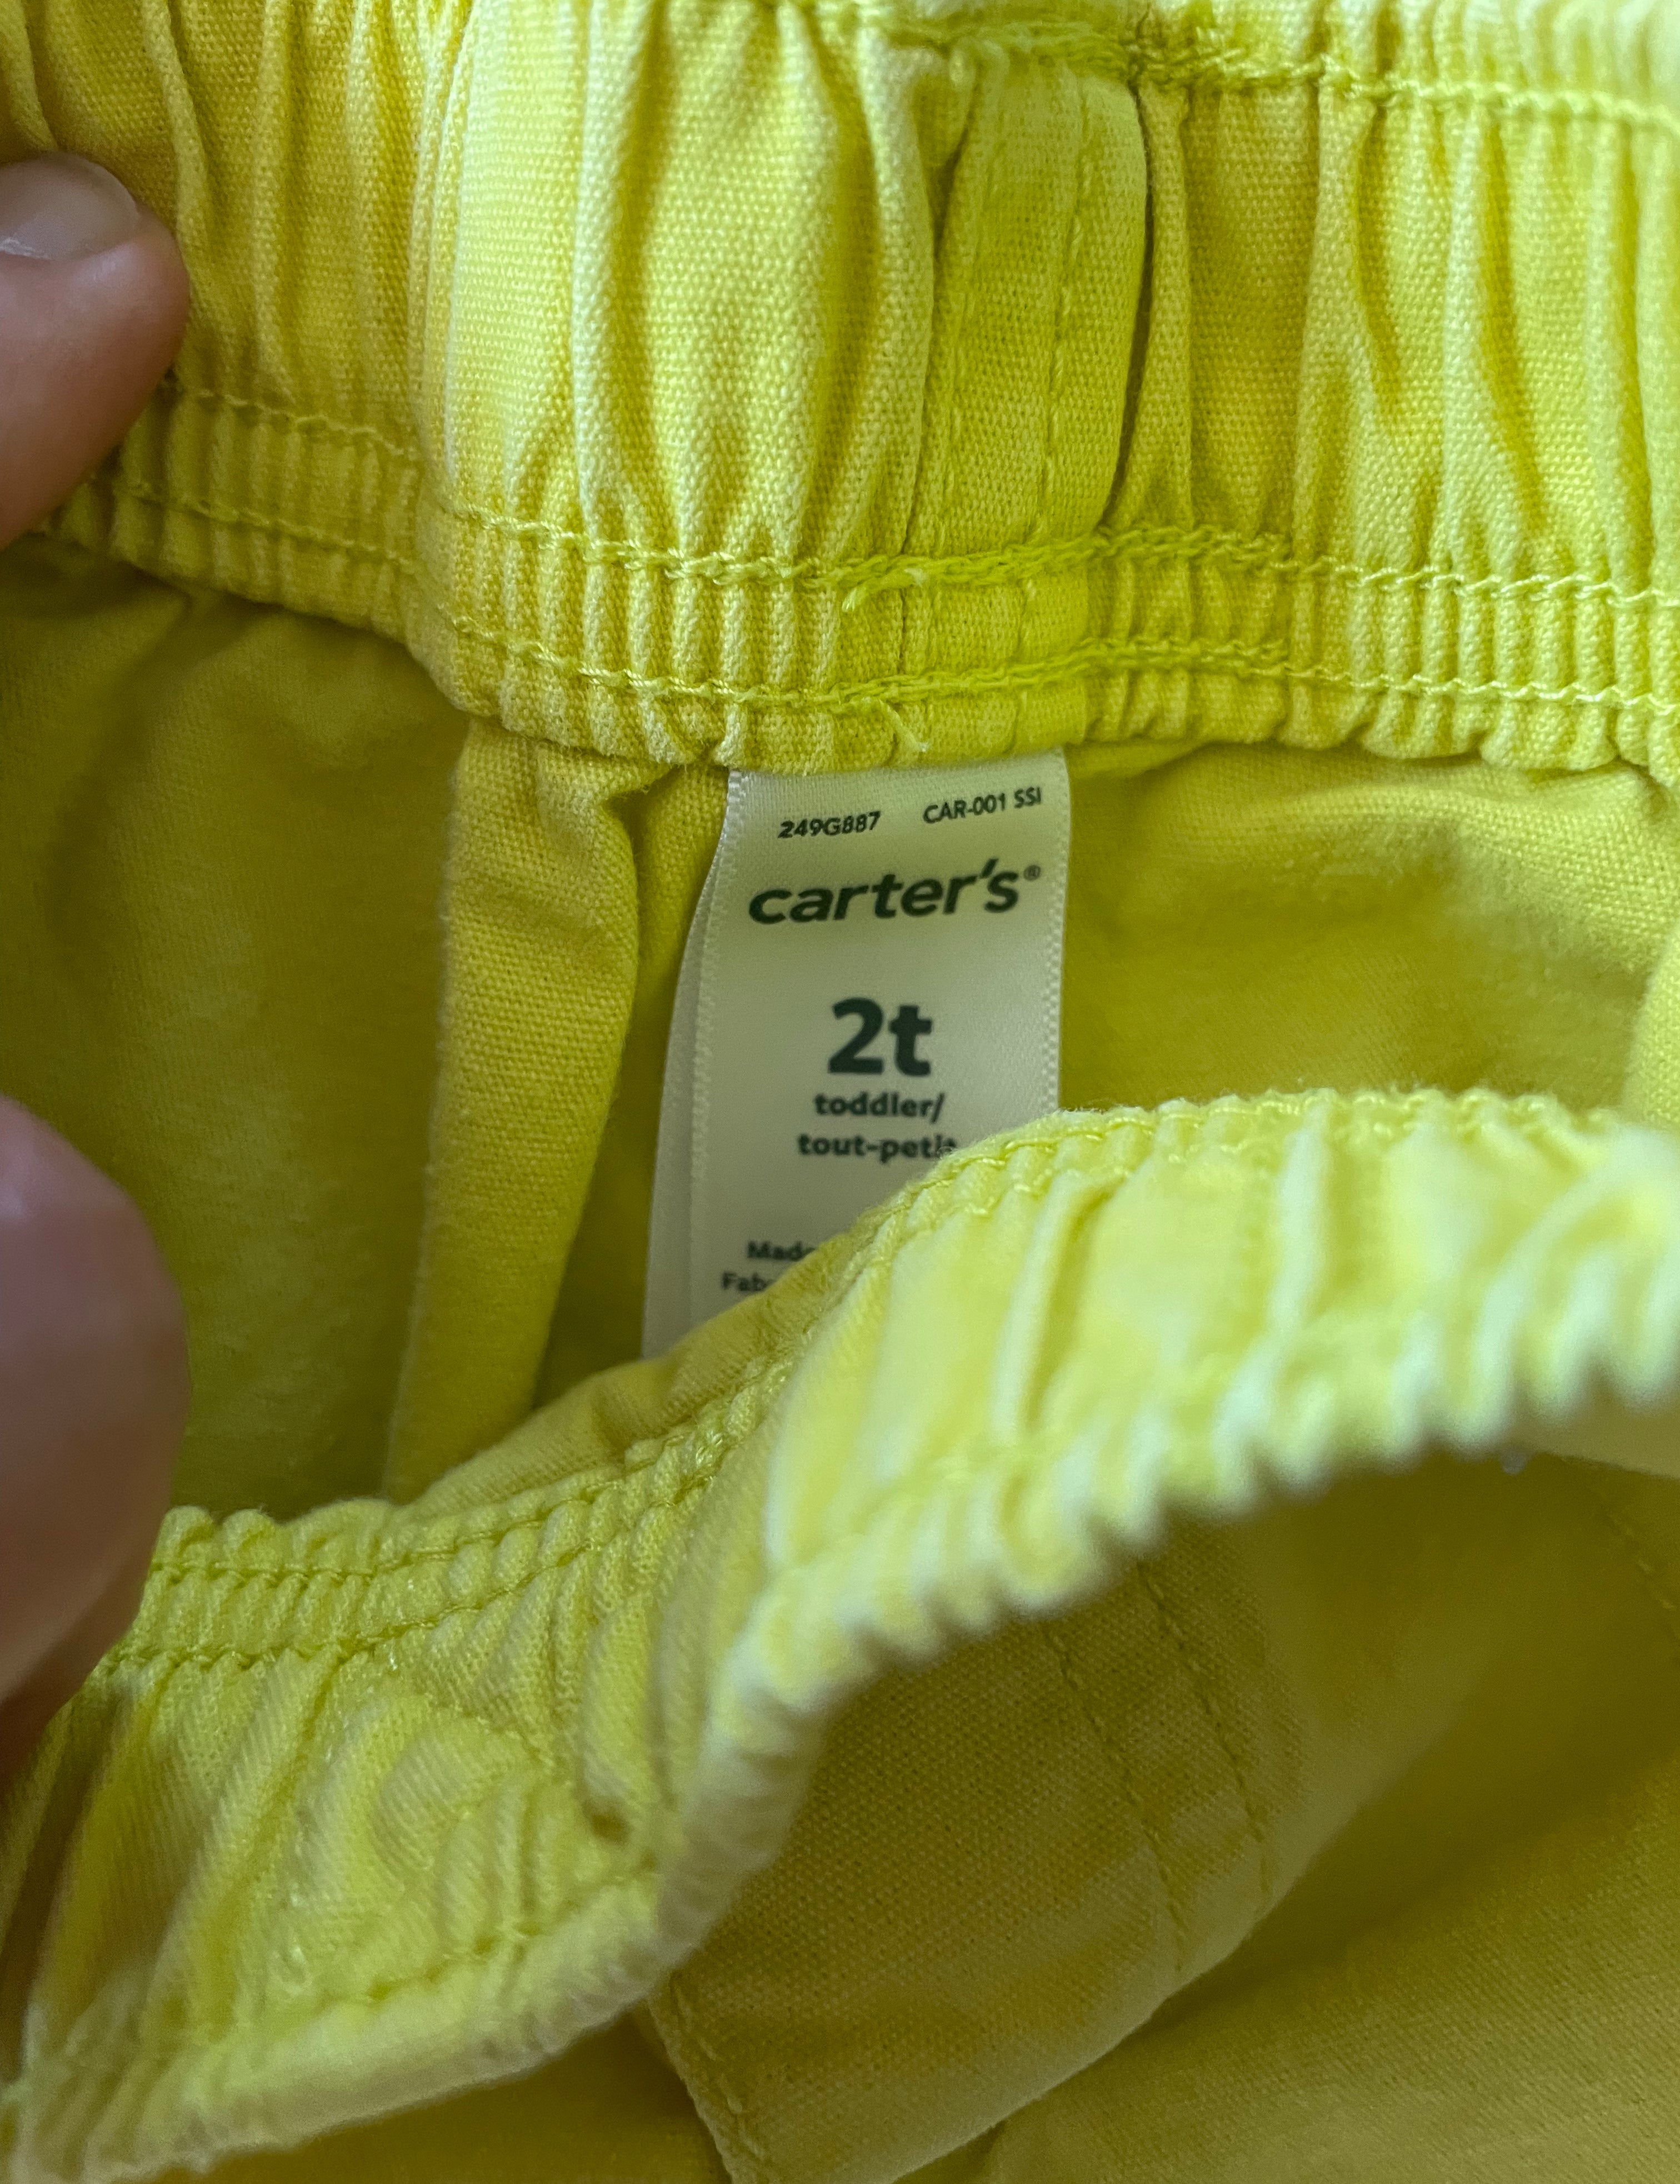 249G887 CAR-001 SSI
carter's®
2t
toddler/
tout-petit